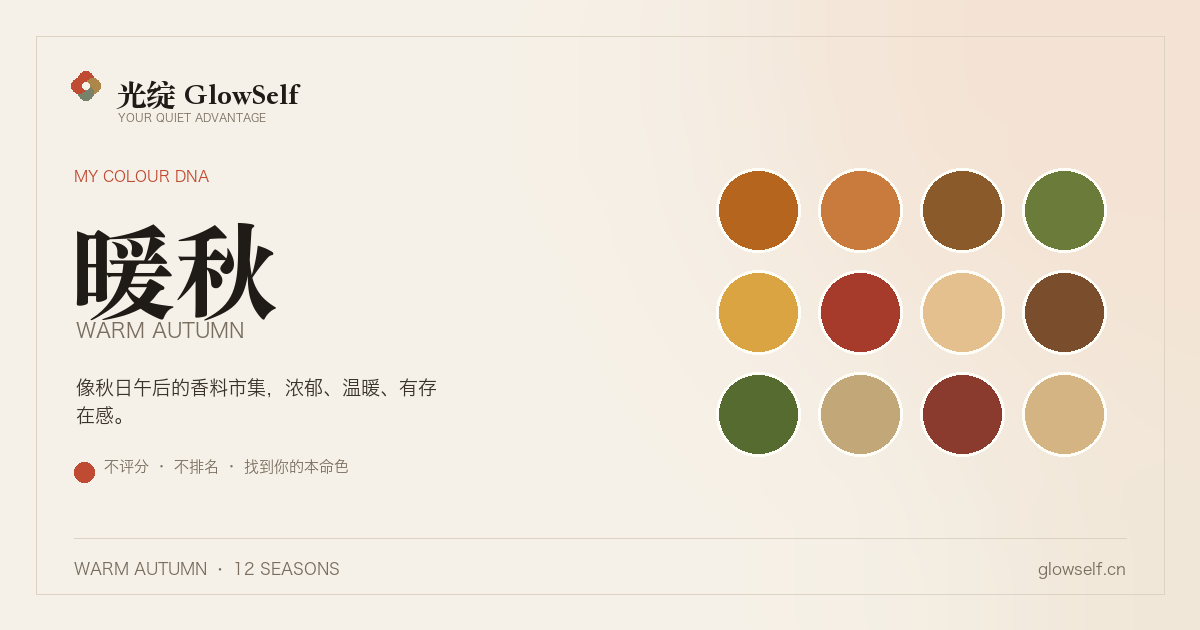 光绽 GlowSelf
YOUR QUIET ADVANTAGE
MY COLOUR DNA
暖秋
WARM AUTUMN
像秋日午后的香料市集，浓郁、温暖、有存
在感。
不评分 · 不排名 · 找到你的本命色
WARM AUTUMN · 12 SEASONS
glowself.cn